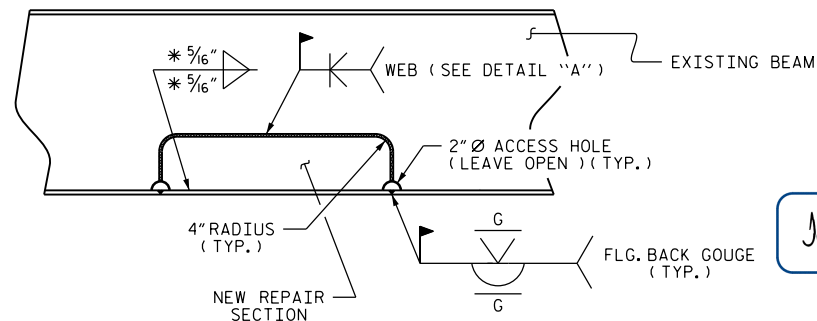 * 5/16"
* 5/16"
WEB (SEE DETAIL "A")
EXISTING BEAM
2" Ø ACCESS HOLE
(LEAVE OPEN) (TYP.)
4" RADIUS
(TYP.)
G
G
FLG. BACK GOUGE
(TYP.)
NEW REPAIR
SECTION